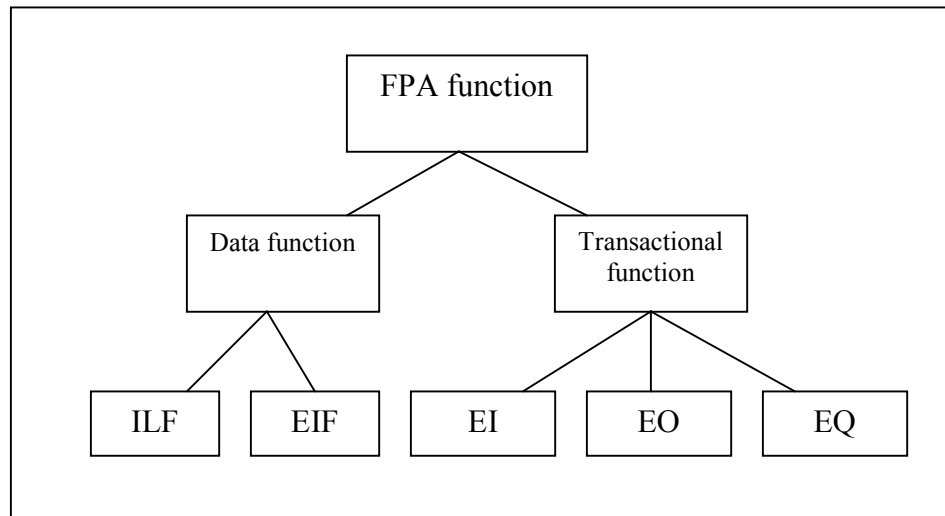 FPA function
Data function
Transactional
function
ILF
EIF
EI
EO
EQ